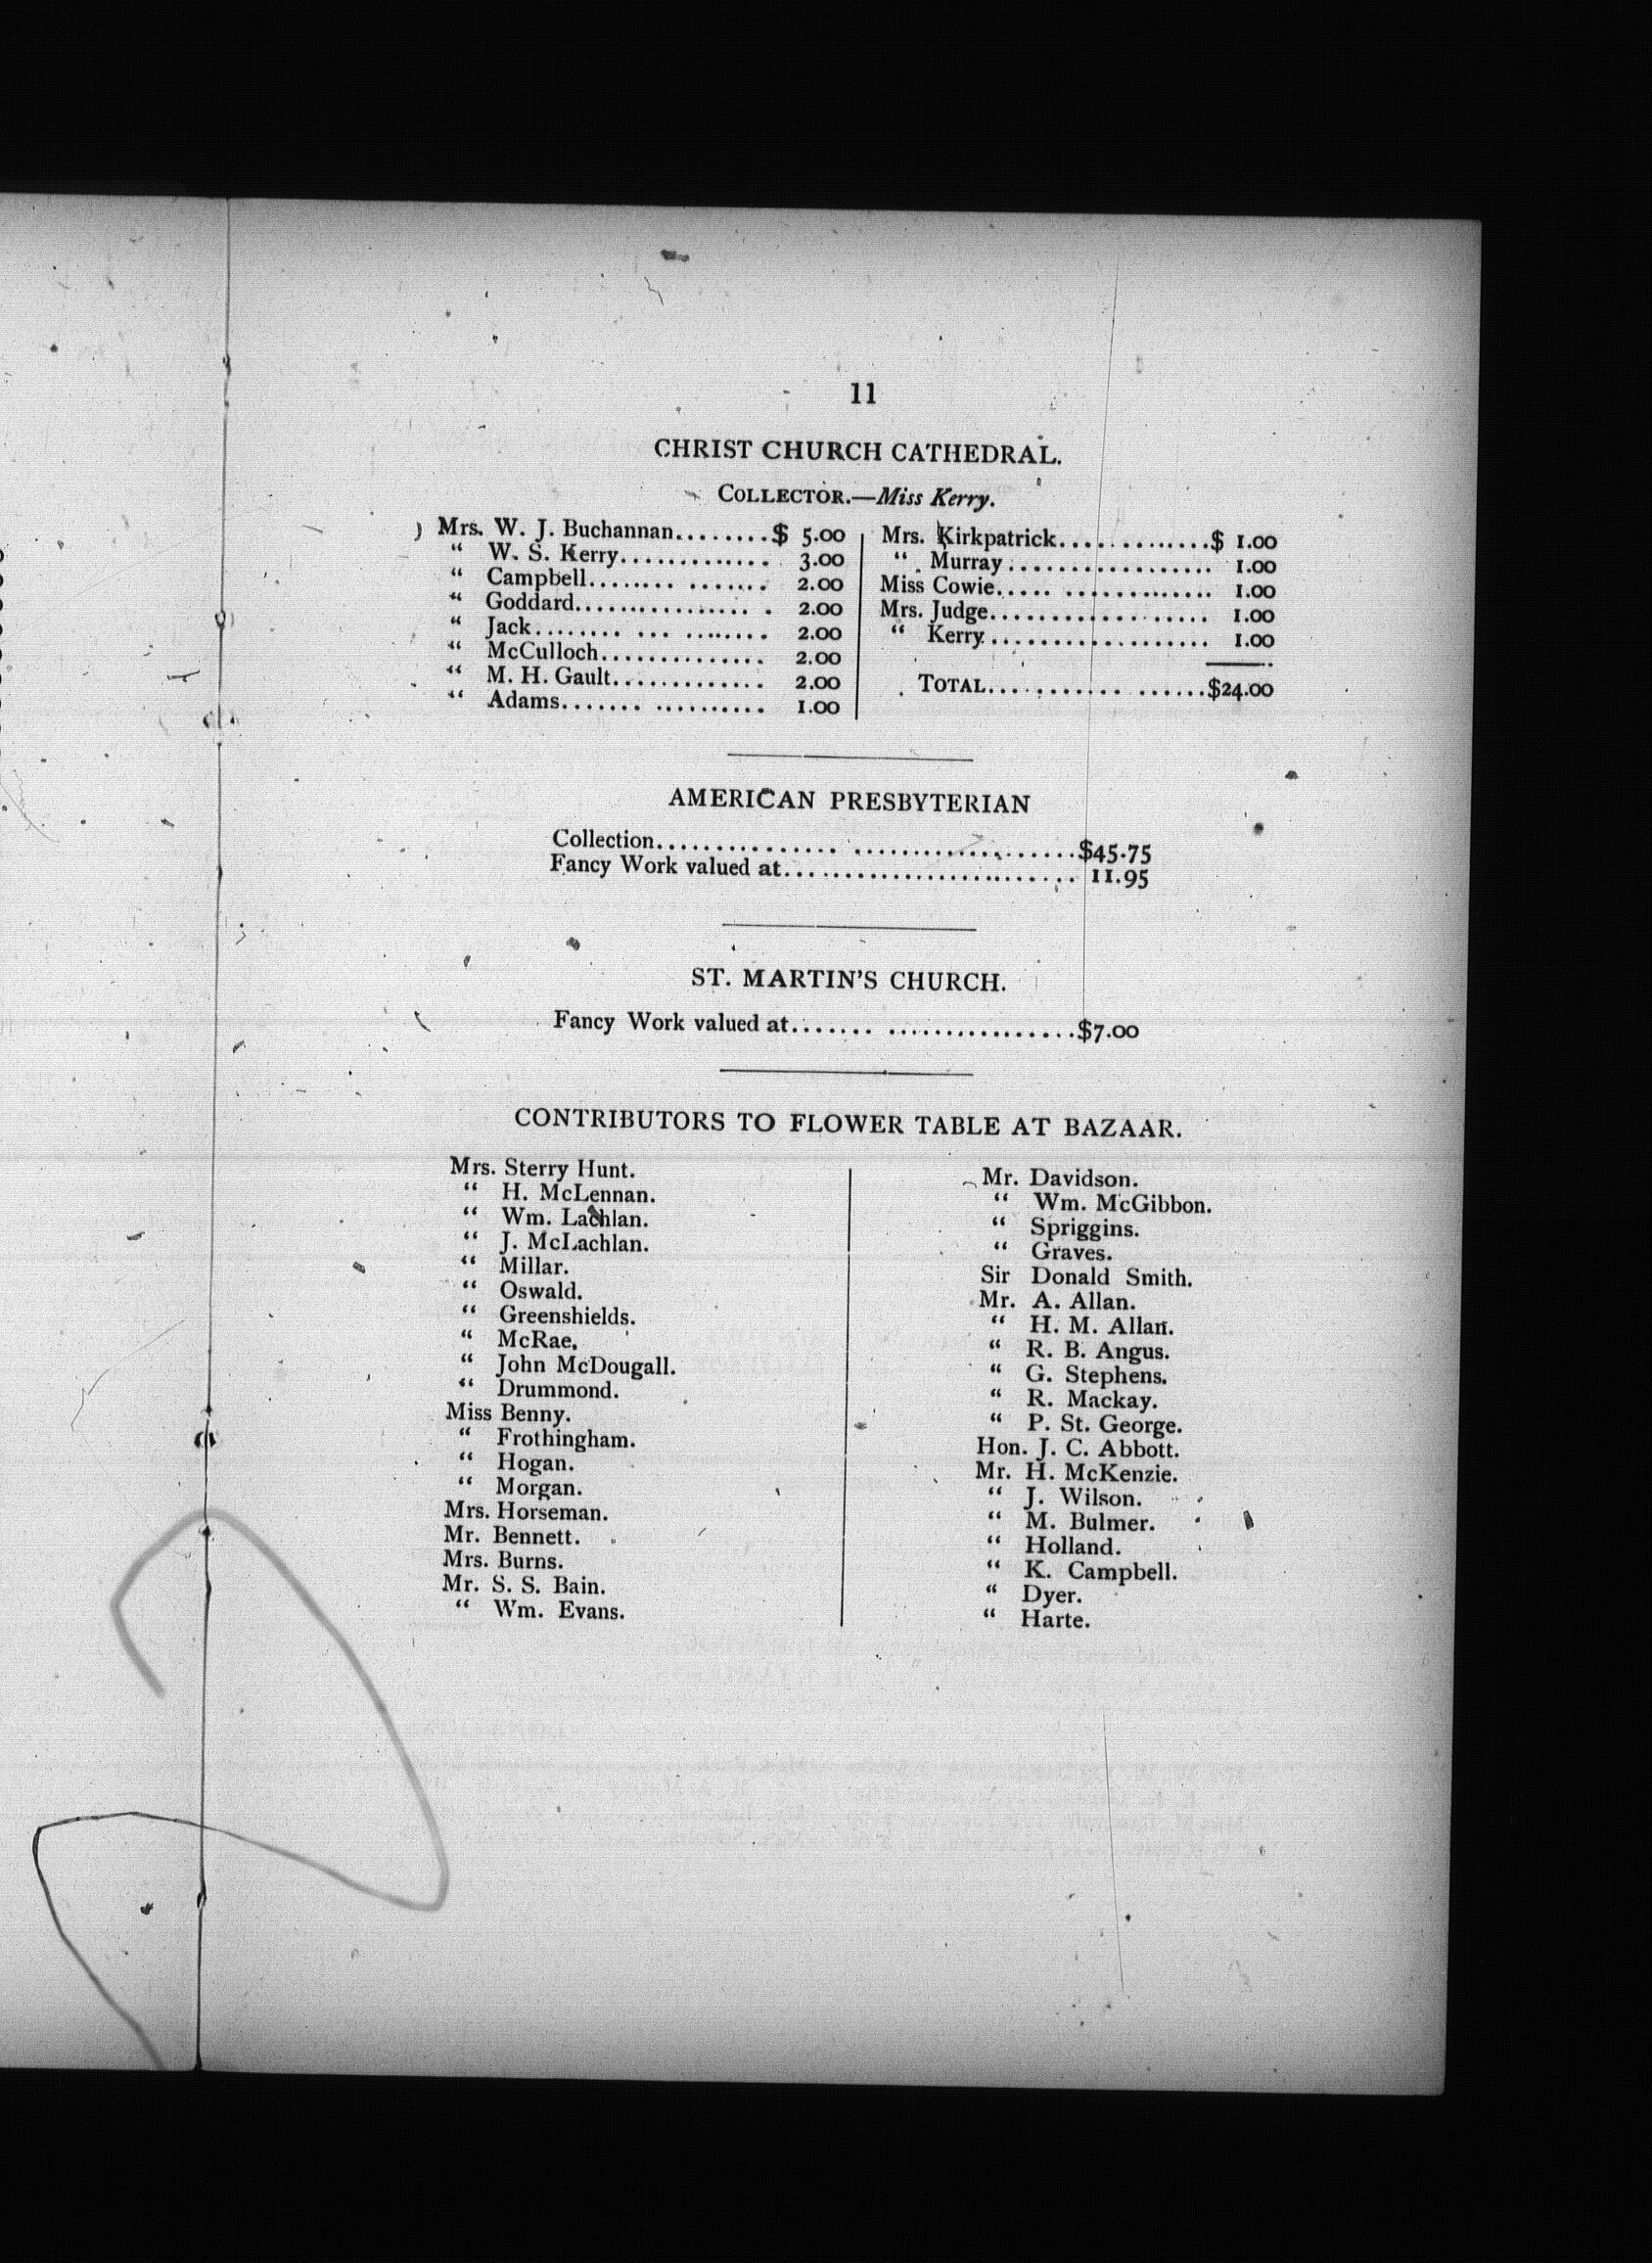 11
CHRIST CHURCH CATHEDRAL.
COLLECTOR.—Miss Kerry.
Mrs. W. J. Buchannan........$ 5.00
“ W. S. Kerry............. 3.00
“ Campbell........ ....... 2.00
“ Goddard................ . 2.00
“ Jack........ ... ....... 2.00
“ McCulloch.............. 2.00
“ M. H. Gault............. 2.00
“ Adams....... .......... 1.00
Mrs. Kirkpatrick.............$ 1.00
“ Murray.................. 1.00
Miss Cowie..... ............. 1.00
Mrs. Judge................... 1.00
“ Kerry................... 1.00
TOTAL............ ......$24.00
AMERICAN PRESBYTERIAN
Collection................ ...................$45.75
Fancy Work valued at......................... 11.95
ST. MARTIN'S CHURCH.
Fancy Work valued at....... ................$7.00
CONTRIBUTORS TO FLOWER TABLE AT BAZAAR.
Mrs. Sterry Hunt.
“ H. McLennan.
“ Wm. Lachlan.
“ J. McLachlan.
“ Millar.
“ Oswald.
“ Greenshields.
“ McRae.
“ John McDougall.
“ Drummond.
Miss Benny.
“ Frothingham.
“ Hogan.
“ Morgan.
Mrs. Horseman.
Mr. Bennett.
Mrs. Burns.
Mr. S. S. Bain.
“ Wm. Evans.
Mr. Davidson.
“ Wm. McGibbon.
“ Spriggins.
“ Graves.
Sir Donald Smith.
Mr. A. Allan.
“ H. M. Allan.
“ R. B. Angus.
“ G. Stephens.
“ R. Mackay.
“ P. St. George.
Hon. J. C. Abbott.
Mr. H. McKenzie.
“ J. Wilson.
“ M. Bulmer.
“ Holland.
“ K. Campbell.
“ Dyer.
“ Harte.